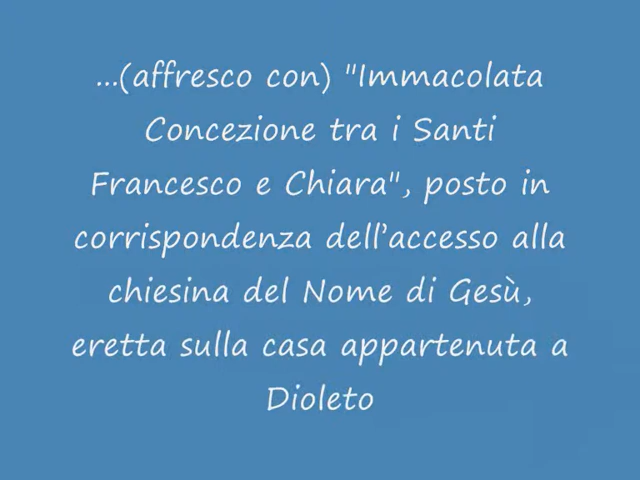 ...(affresco con) "Immacolata
Concezione tra i Santi
Francesco e Chiara", posto in
corrispondenza dell’accesso alla
chiesina del Nome di Gesù,
eretta sulla casa appartenuta a
Dioleto